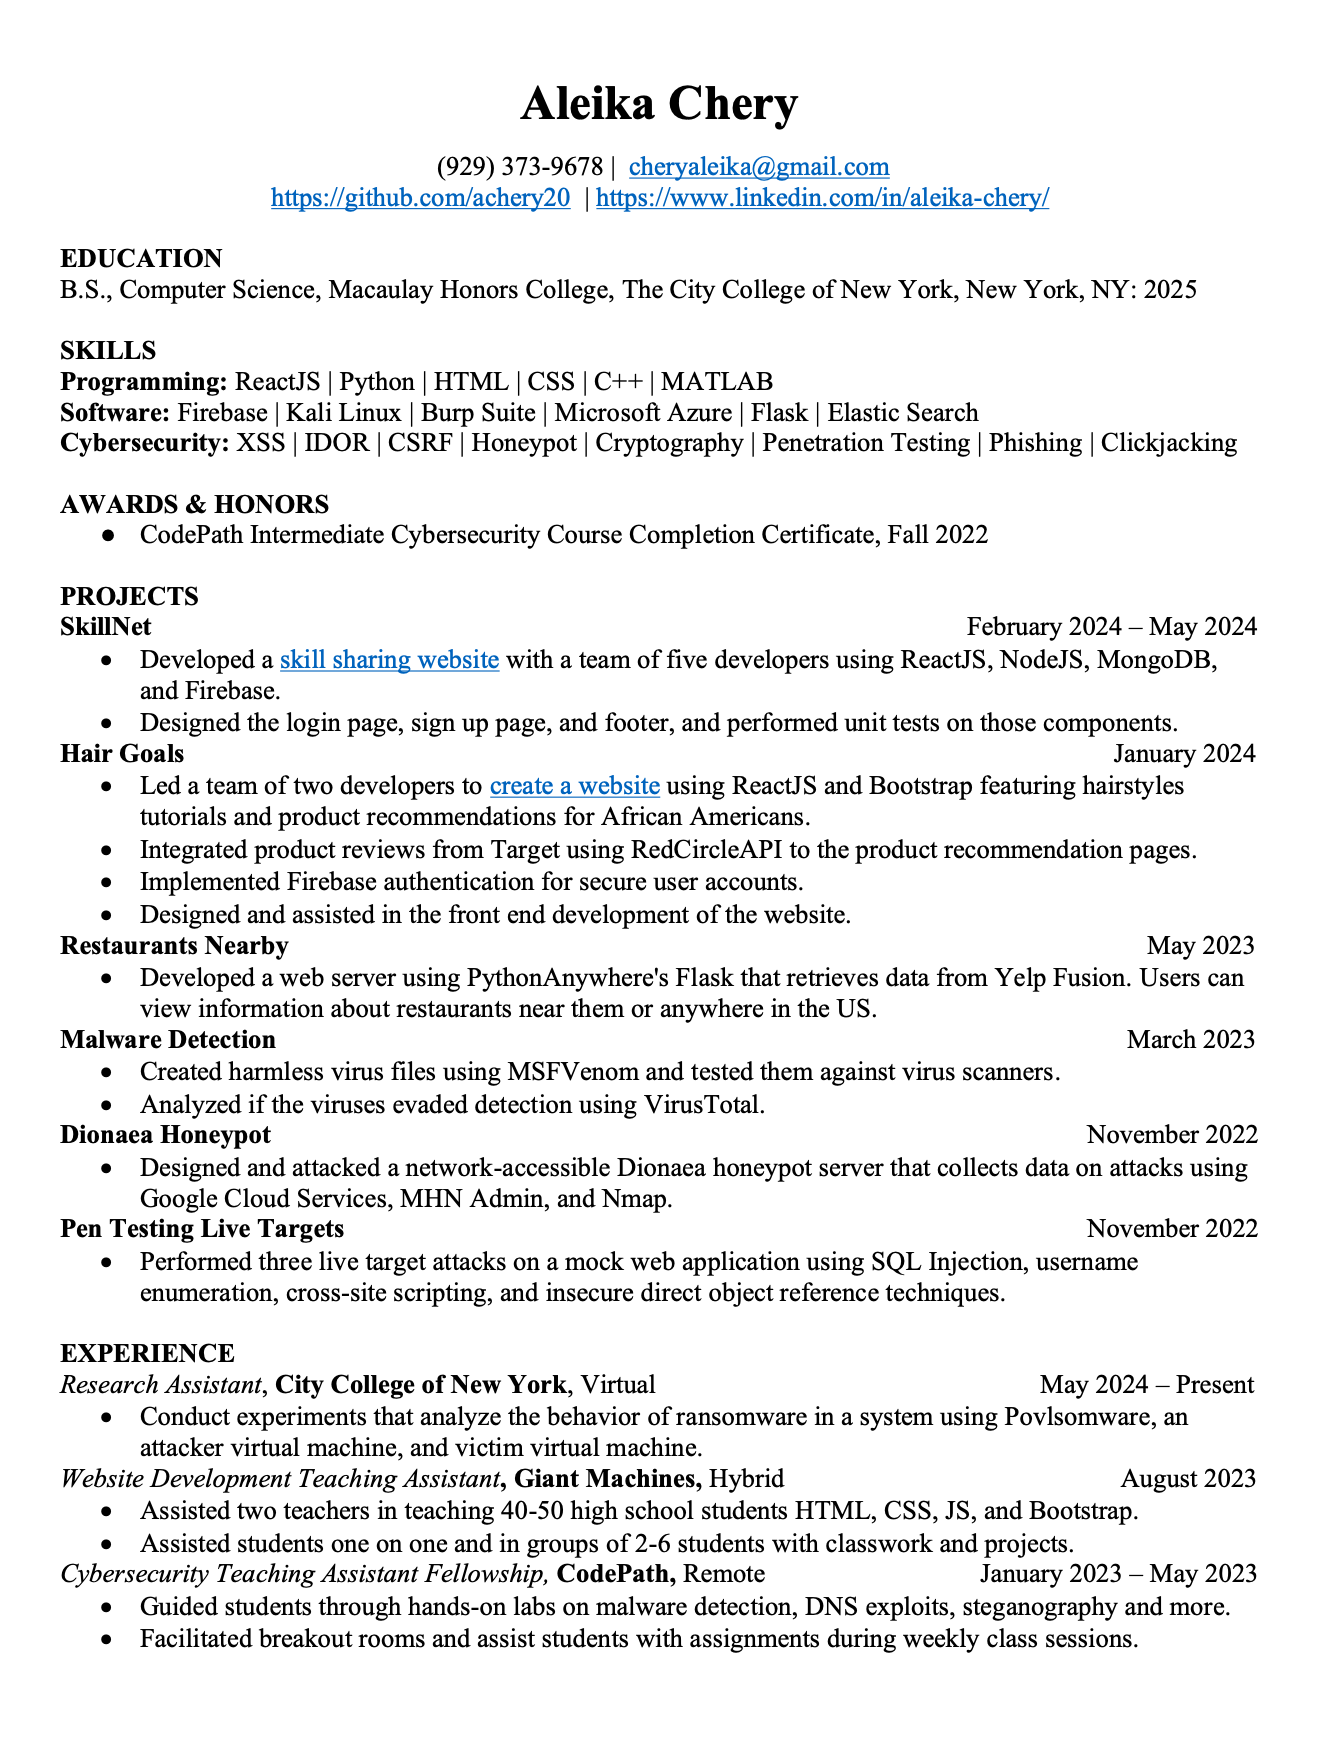 Aleika Chery
(929) 373-9678 | cheryaleika@gmail.com
https://github.com/achery20 | https://www.linkedin.com/in/aleika-chery/
EDUCATION
B.S., Computer Science, Macaulay Honors College, The City College of New York, New York, NY: 2025
SKILLS
Programming: ReactJS | Python | HTML | CSS | C++ | MATLAB
Software: Firebase | Kali Linux | Burp Suite | Microsoft Azure | Flask | Elastic Search
Cybersecurity: XSS | IDOR | CSRF | Honeypot | Cryptography | Penetration Testing | Phishing | Clickjacking
AWARDS & HONORS
● CodePath Intermediate Cybersecurity Course Completion Certificate, Fall 2022
PROJECTS
SkillNet February 2024 – May 2024
• Developed a skill sharing website with a team of five developers using ReactJS, NodeJS, MongoDB,
and Firebase.
• Designed the login page, sign up page, and footer, and performed unit tests on those components.
Hair Goals January 2024
• Led a team of two developers to create a website using ReactJS and Bootstrap featuring hairstyles
tutorials and product recommendations for African Americans.
• Integrated product reviews from Target using RedCircleAPI to the product recommendation pages.
• Implemented Firebase authentication for secure user accounts.
• Designed and assisted in the front end development of the website.
Restaurants Nearby May 2023
• Developed a web server using PythonAnywhere's Flask that retrieves data from Yelp Fusion. Users can
view information about restaurants near them or anywhere in the US.
Malware Detection March 2023
• Created harmless virus files using MSFVenom and tested them against virus scanners.
• Analyzed if the viruses evaded detection using VirusTotal.
Dionaea Honeypot November 2022
• Designed and attacked a network-accessible Dionaea honeypot server that collects data on attacks using
Google Cloud Services, MHN Admin, and Nmap.
Pen Testing Live Targets November 2022
• Performed three live target attacks on a mock web application using SQL Injection, username
enumeration, cross-site scripting, and insecure direct object reference techniques.
EXPERIENCE
Research Assistant, City College of New York, Virtual May 2024 – Present
• Conduct experiments that analyze the behavior of ransomware in a system using Povlsomware, an
attacker virtual machine, and victim virtual machine.
Website Development Teaching Assistant, Giant Machines, Hybrid August 2023
• Assisted two teachers in teaching 40-50 high school students HTML, CSS, JS, and Bootstrap.
• Assisted students one on one and in groups of 2-6 students with classwork and projects.
Cybersecurity Teaching Assistant Fellowship, CodePath, Remote January 2023 – May 2023
• Guided students through hands-on labs on malware detection, DNS exploits, steganography and more.
• Facilitated breakout rooms and assist students with assignments during weekly class sessions.